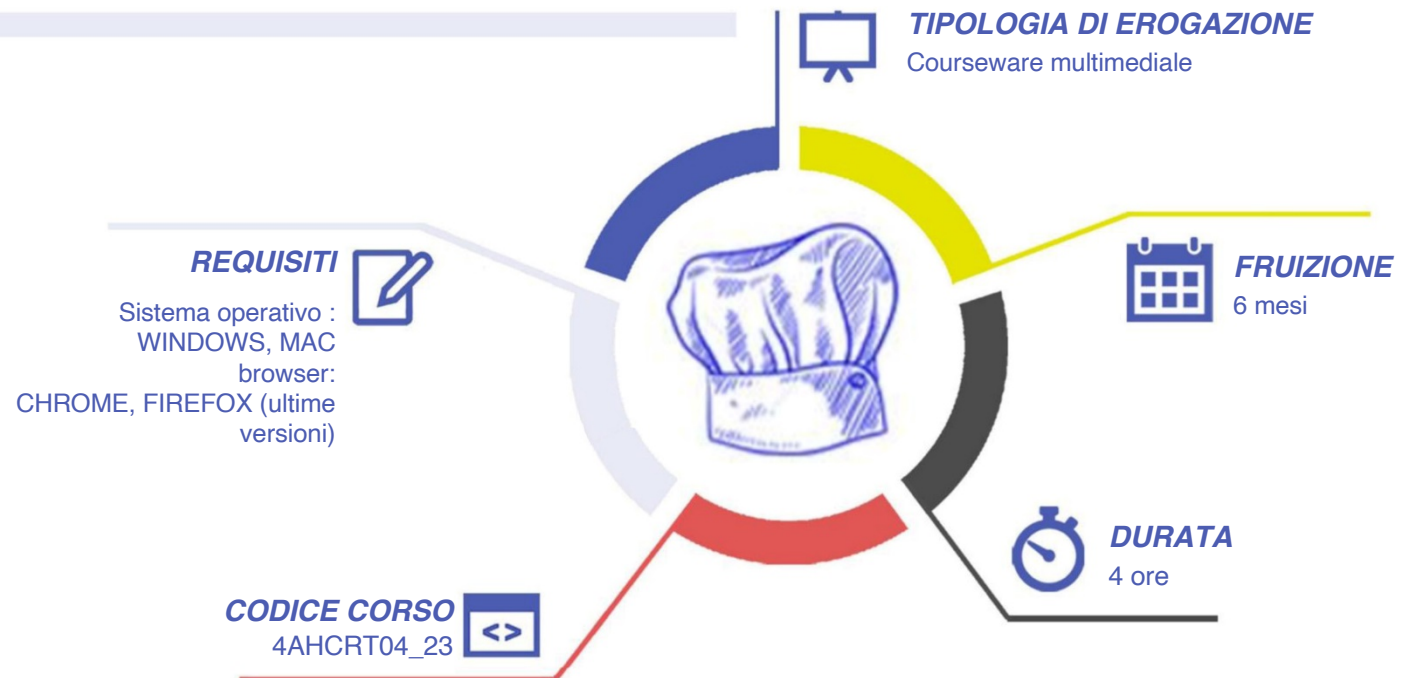 TIPOLOGIA DI EROGAZIONE
Courseware multimediale
REQUISITI
Sistema operativo :
WINDOWS, MAC
browser:
CHROME, FIREFOX (ultime
versioni)
FRUIZIONE
6 mesi
DURATA
4 ore
CODICE CORSO
4AHCRT04_23
<>